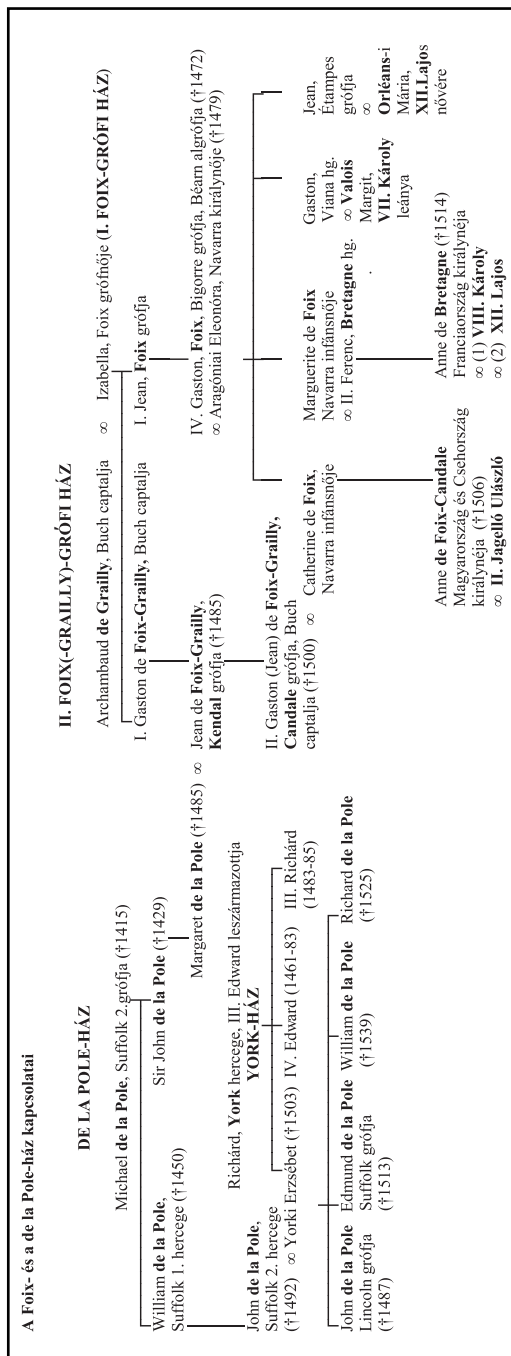 A Foix- és a de la Pole-ház kapcsolatai
DE LA POLE-HÁZ
Michael de la Pole, Suffolk 2.grófja (†1415)
William de la Pole,
Suffolk 1. hercege (†1450)
Sir John de la Pole (†1429)
Margaret de la Pole (†1485) ∞
Richárd, York hercege, III. Edward leszármazottja
YORK-HÁZ
John de la Pole,
Suffolk 2. hercege
(†1492) ∞ Yorki Erzsébet (†1503)
IV. Edward (1461-83)
III. Richárd
(1483-85)
John de la Pole
Lincoln grófja
(†1487)
Edmund de la Pole
Suffolk grófja
(†1513)
William de la Pole
(†1539)
Richard de la Pole
(†1525)
II. FOIX(-GRAILLY)-GRÓFI HÁZ
Archambaud de Grailly, Buch captalja ∞ Izabella, Foix grófnője (I. FOIX-GRÓFI HÁZ)
I. Gaston de Foix-Grailly, Buch captalja
I. Jean, Foix grófja
Jean de Foix-Grailly,
Kendal grófja (†1485)
IV. Gaston, Foix, Bigorre grófja, Béarn algrófja (†1472)
∞ Aragóniai Eleonóra, Navarra királynője (†1479)
II. Gaston (Jean) de Foix-Grailly,
Candale grófja, Buch
captalja (†1500) ∞
Catherine de Foix,
Navarra infánsnője
Marguerite de Foix
Navarra infánsnője
∞ II. Ferenc, Bretagne hg.
Gaston,
Viana hg.
∞ Valois
Margit,
VII. Károly
leánya
Jean,
Étampes
grófja
∞
Orléans-i
Mária,
XII.Lajos
nővére
Anne de Foix-Candale
Magyarország és Csehország
királynéja (†1506)
∞ II. Jagelló Ulászló
Anne de Bretagne (†1514)
Franciaország királynéja
∞ (1) VIII. Károly
∞ (2) XII. Lajos